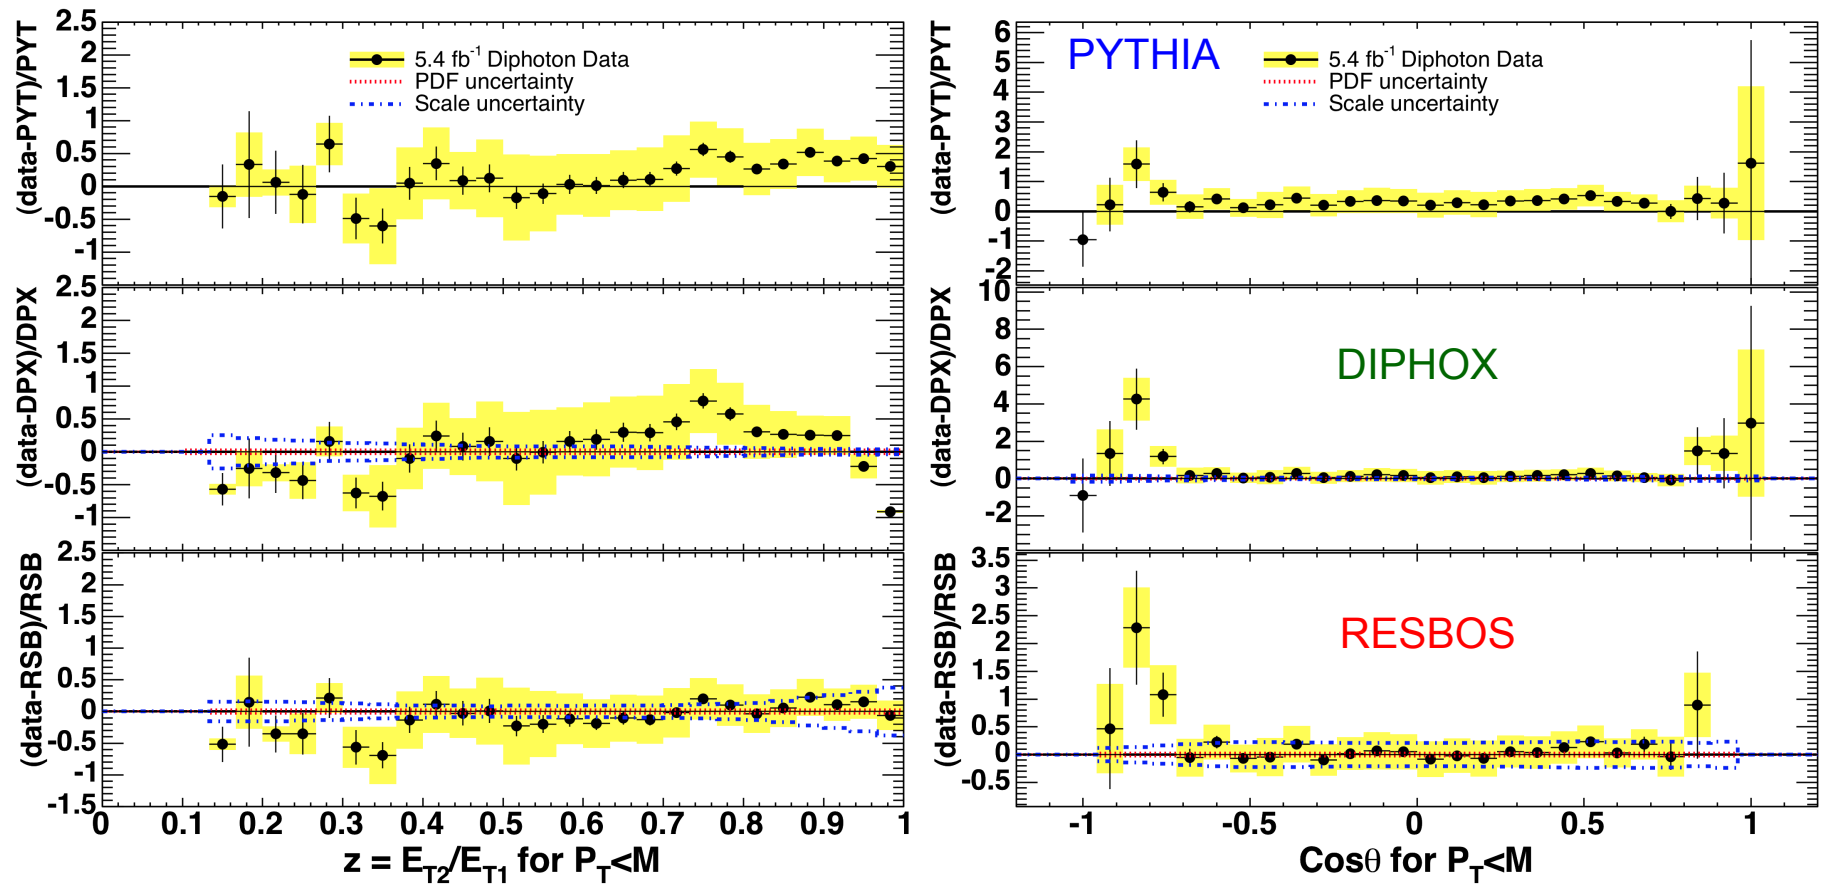 (data-PYT)/PYT
2.5
2
1.5
1
0.5
0
-0.5
-1
5.4 fb-1 Diphoton Data
PDF uncertainty
Scale uncertainty
(data-DPX)/DPX
2.5
2
1.5
1
0.5
0
-0.5
-1
(data-RSB)/RSB
2.5
2
1.5
1
0.5
0
-0.5
-1
-1.5
0 0.1 0.2 0.3 0.4 0.5 0.6 0.7 0.8 0.9 1
z = ET2/ET1 for PT<M
(data-PYT)/PYT
6
5
4
3
2
1
0
-1
-2
PYTHIA
5.4 fb-1 Diphoton Data
PDF uncertainty
Scale uncertainty
(data-DPX)/DPX
10
8
6
4
2
0
-2
DIPHOX
(data-RSB)/RSB
3.5
3
2.5
2
1.5
1
0.5
0
-0.5
RESBOS
-1 -0.5 0 0.5 1
Cosθ for PT<M